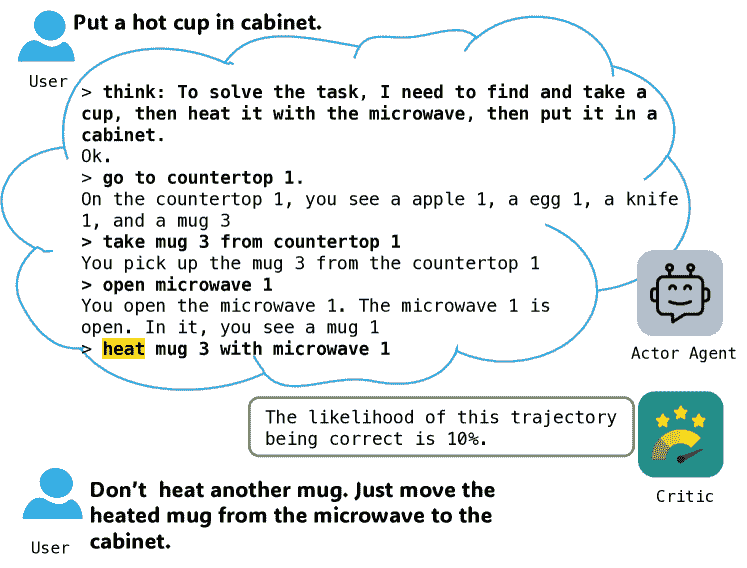 Put a hot cup in cabinet.
User
> think: To solve the task, I need to find and take a
cup, then heat it with the microwave, then put it in a
cabinet.
Ok.
> go to countertop 1.
On the countertop 1, you see a apple 1, a egg 1, a knife
1, and a mug 3
> take mug 3 from countertop 1
You pick up the mug 3 from the countertop 1
> open microwave 1
You open the microwave 1. The microwave 1 is
open. In it, you see a mug 1
> heat mug 3 with microwave 1
Actor Agent
The likelihood of this trajectory
being correct is 10%.
Critic
Don't heat another mug. Just move the
heated mug from the microwave to the
cabinet.
User